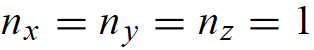 n_x = n_y = n_z = 1